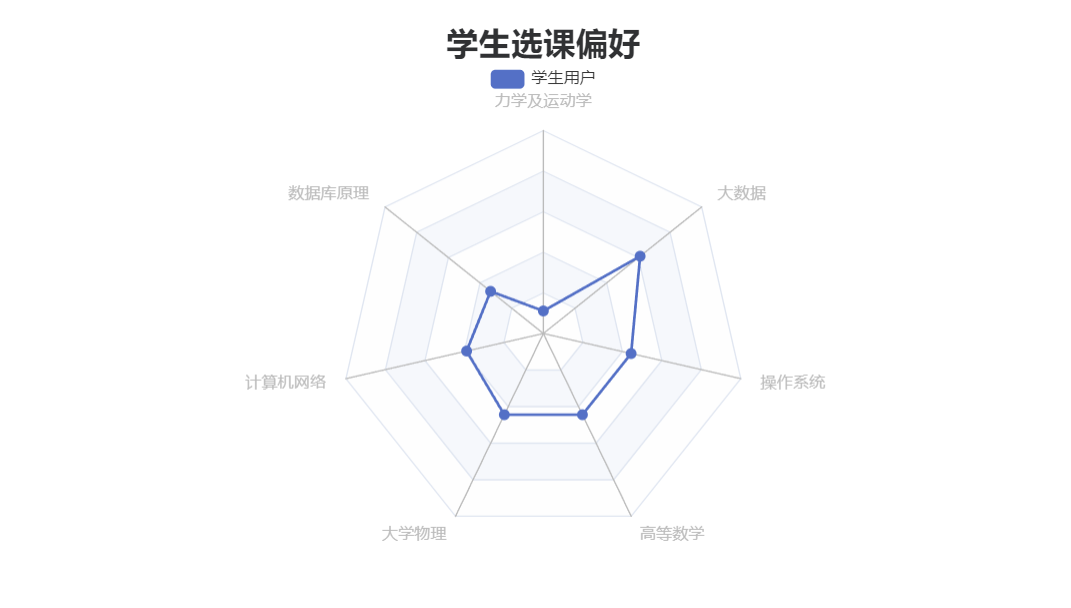 学生选课偏好
学生用户
力学及运动学
数据库原理
大数据
计算机网络
操作系统
大学物理
高等数学